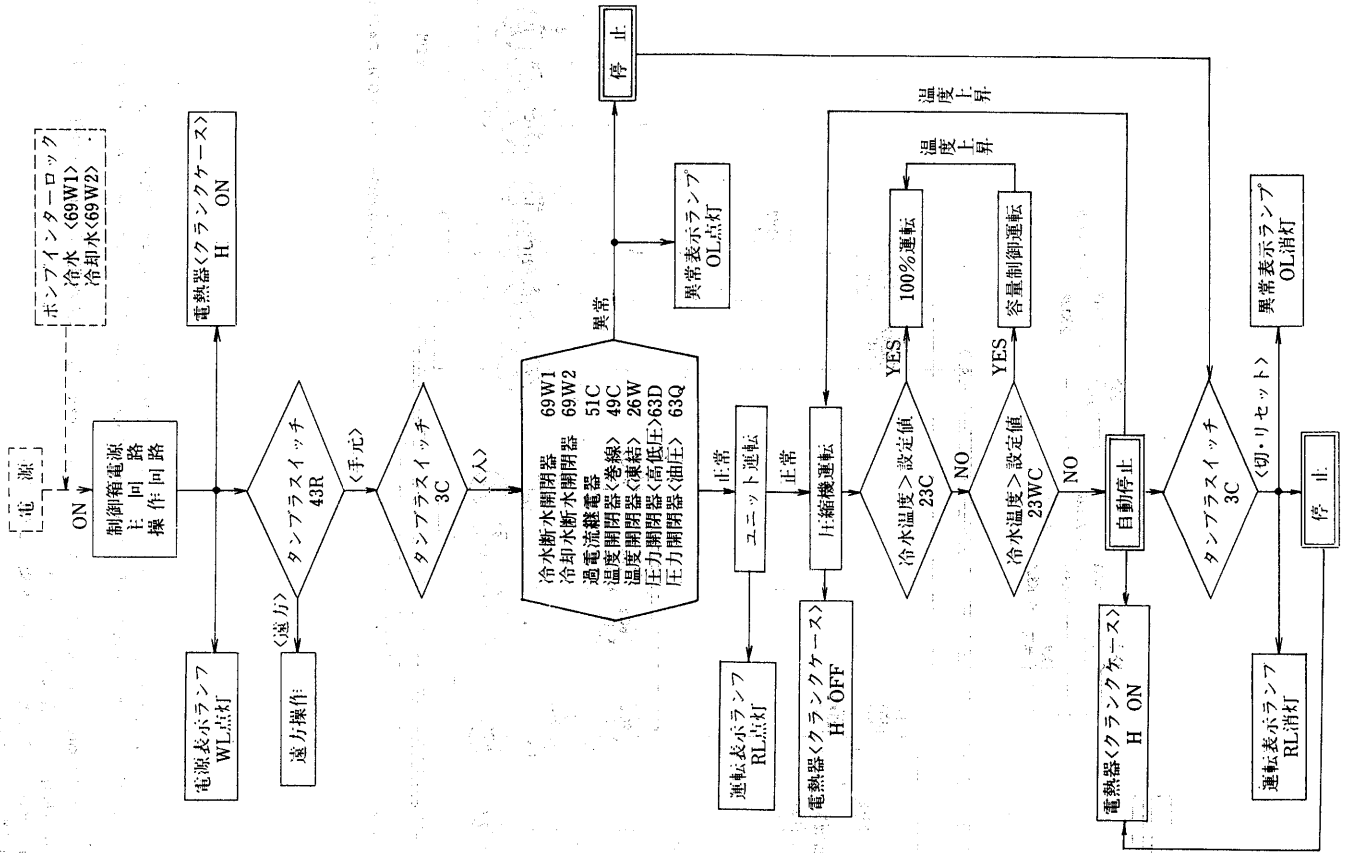 電源
ON
ポンプインターロック
冷水 <69W1>
冷却水<69W2>
制御箱電源
主回路
操作回路
電源表示ランプ
WL点灯
電熱器<クランクケース>
H ON
タンブラスイッチ
43R
<遠方>
遠方操作
<手元>
タンブラスイッチ
3C
<入>
冷水断水開閉器 69W1
冷却水断水開閉器 69W2
過電流継電器 51C
温度開閉器<巻線> 49C
温度開閉器<凍結> 26W
圧力開閉器<高低圧>63D
圧力開閉器<油圧> 63Q
異常
停止
異常表示ランプ
OL点灯
正常
ユニット運転
運転表示ランプ
RL点灯
正常
圧縮機運転
電熱器<クランクケース>
H OFF
冷水温度>設定値
23C
YES
100%運転
NO
冷水温度>設定値
23WC
YES
容量制御運転
温度上昇
温度上昇
NO
自動停止
電熱器<クランクケース>
H ON
タンブラスイッチ
3C
<切・リセット>
運転表示ランプ
RL消灯
異常表示ランプ
OL消灯
停止